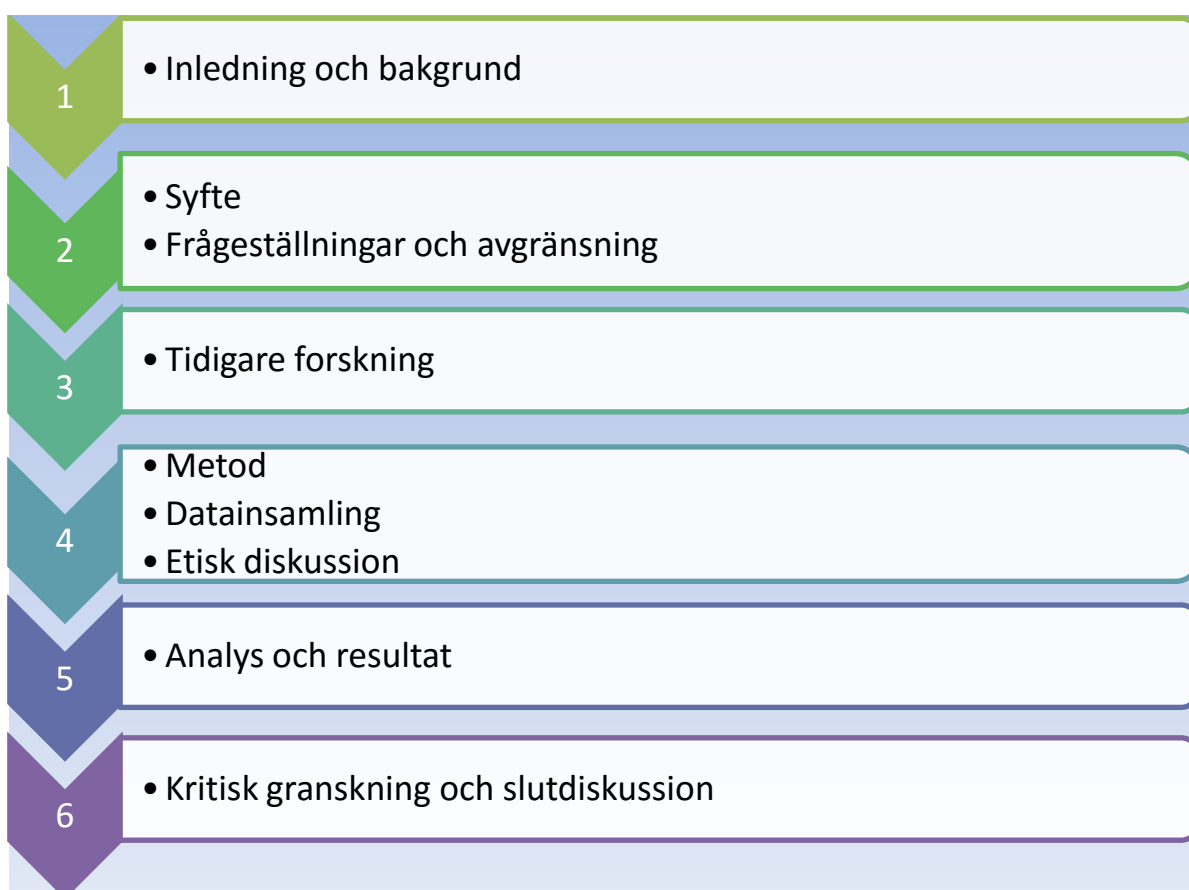 1
• Inledning och bakgrund
2
• Syfte
• Frågeställningar och avgränsning
3
• Tidigare forskning
4
• Metod
• Datainsamling
• Etisk diskussion
5
• Analys och resultat
6
• Kritisk granskning och slutdiskussion